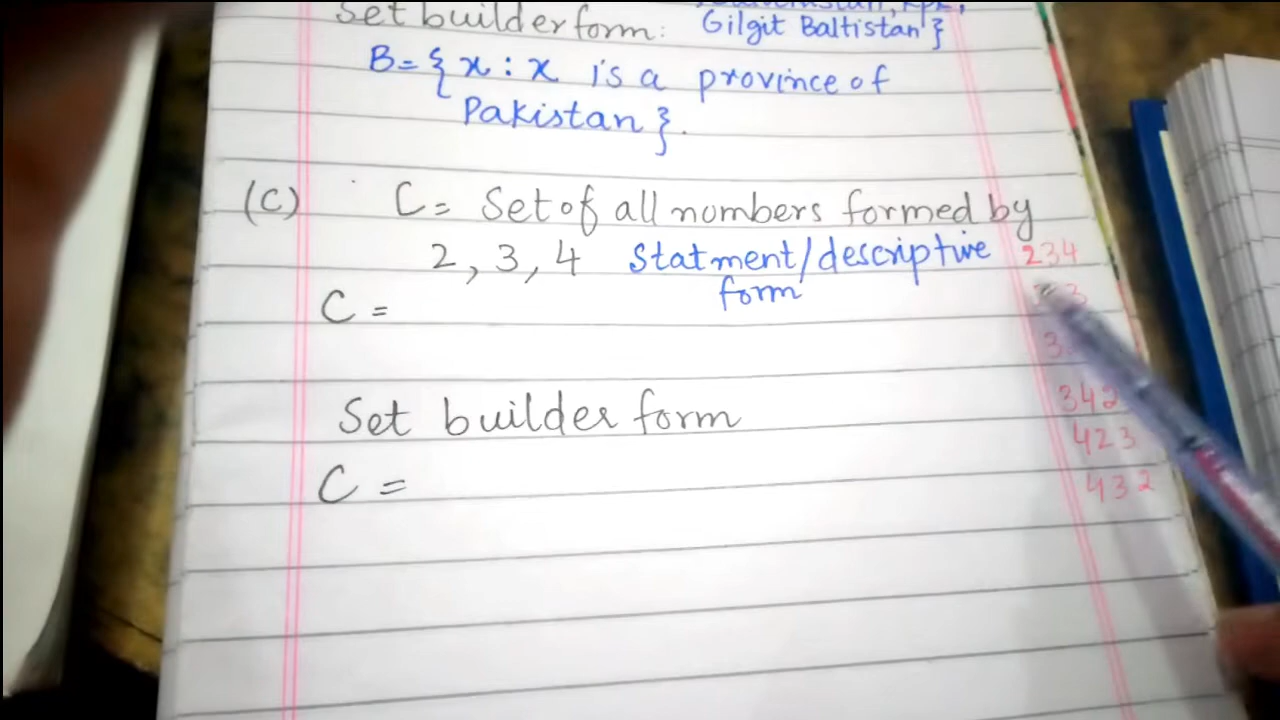 Set builder form:
Gilgit Baltistan }
B = { x : x is a province of
Pakistan }.
(C) C = Set of all numbers formed by
2, 3, 4 Statment/descriptive 234
form
C =
342
Set builder form
423
C = 432